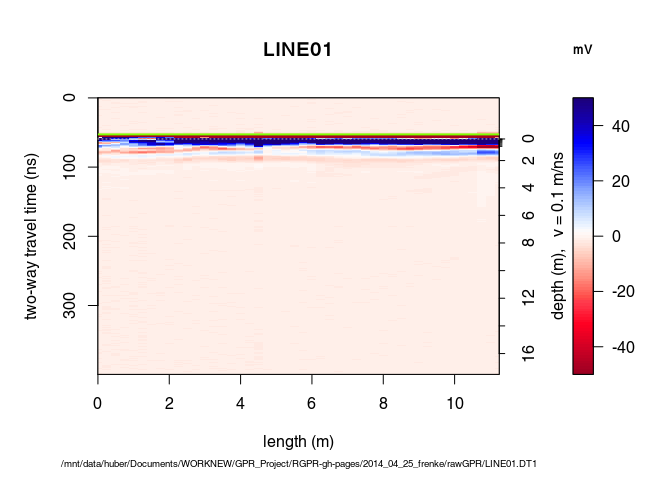 LINE01
mV
two-way travel time (ns)
0
100
200
300
0
2
4
6
8
12
16
depth (m), v = 0.1 m/ns
40
20
0
-20
-40
0 2 4 6 8 10
length (m)
/mnt/data/huber/Documents/WORKNEW/GPR_Project/RGPR-gh-pages/2014_04_25_frenke/rawGPR/LINE01.DT1